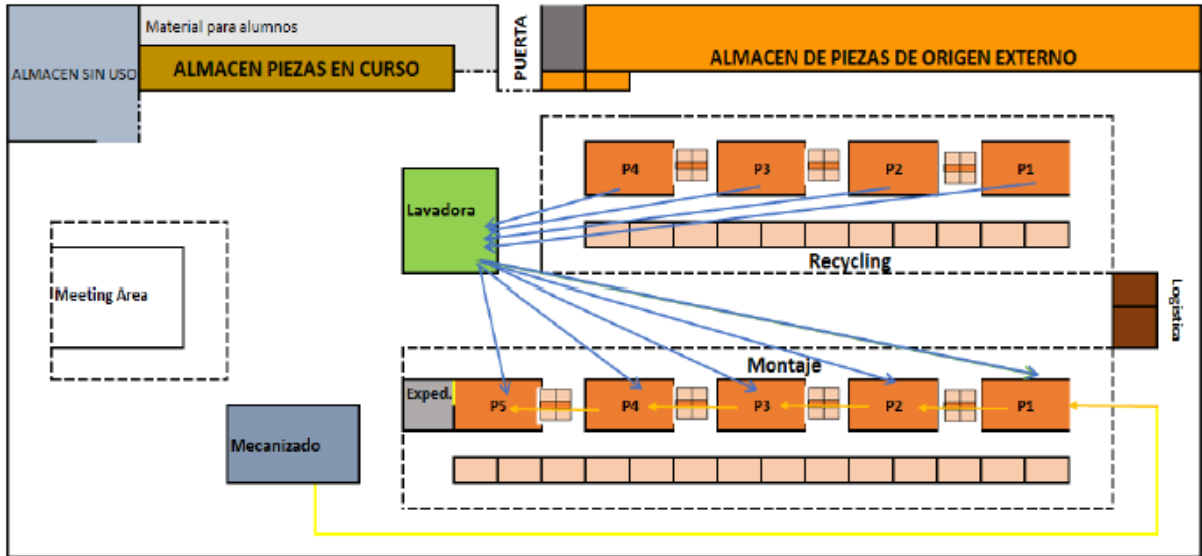 Material para alumnos
ALMACEN SIN USO
ALMACEN PIEZAS EN CURSO
PUERTA
ALMACEN DE PIEZAS DE ORIGEN EXTERNO
P4
P3
P2
P1
Lavadora
Recycling
Meeting Area
Logistica
Montaje
Exped.
P5
P4
P3
P2
P1
Mecanizado